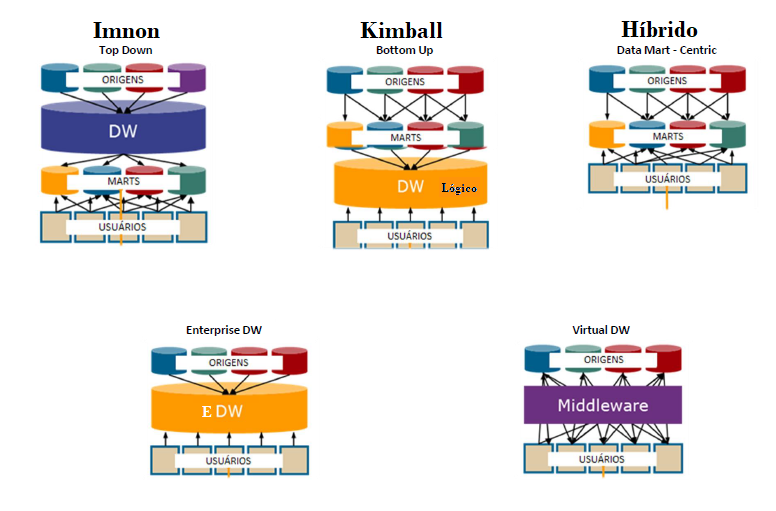 Imnon
Top Down
ORIGENS
DW
MARTS
USUÁRIOS
Kimball
Bottom Up
ORIGENS
MARTS
DW Lógico
USUÁRIOS
Híbrido
Data Mart - Centric
ORIGENS
MARTS
USUÁRIOS
Enterprise DW
ORIGENS
E DW
USUÁRIOS
Virtual DW
ORIGENS
Middleware
USUÁRIOS